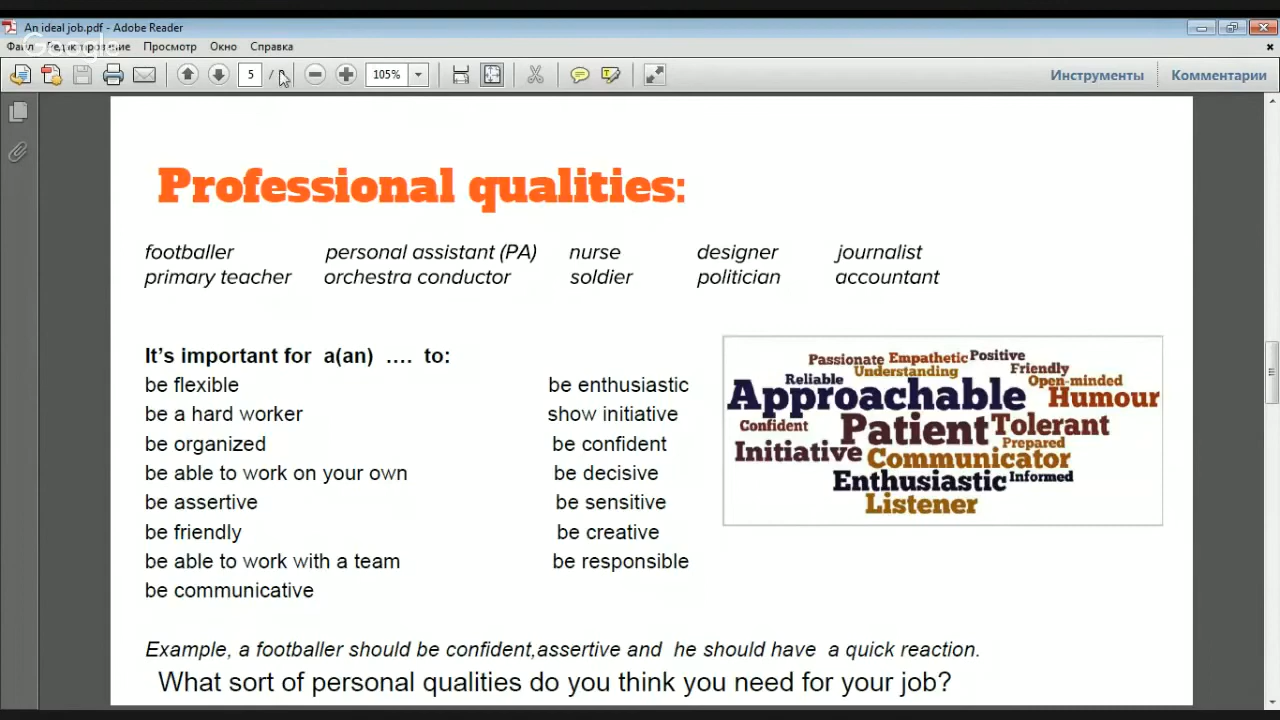 An ideal job.pdf - Adobe Reader
Файл Редактирование Просмотр Окно Справка
5 / 105%
Инструменты Комментарии
Professional qualities:
footballer personal assistant (PA) nurse designer journalist
primary teacher orchestra conductor soldier politician accountant
It's important for a(an) .... to:
be flexible be enthusiastic
be a hard worker show initiative
be organized be confident
be able to work on your own be decisive
be assertive be sensitive
be friendly be creative
be able to work with a team be responsible
be communicative
Passionate Empathetic Positive
Understanding Friendly
Reliable Open-minded
Approachable Humour
Confident Patient Tolerant
Prepared
Initiative Communicator
Enthusiastic Informed
Listener
Example, a footballer should be confident,assertive and he should have a quick reaction.
What sort of personal qualities do you think you need for your job?